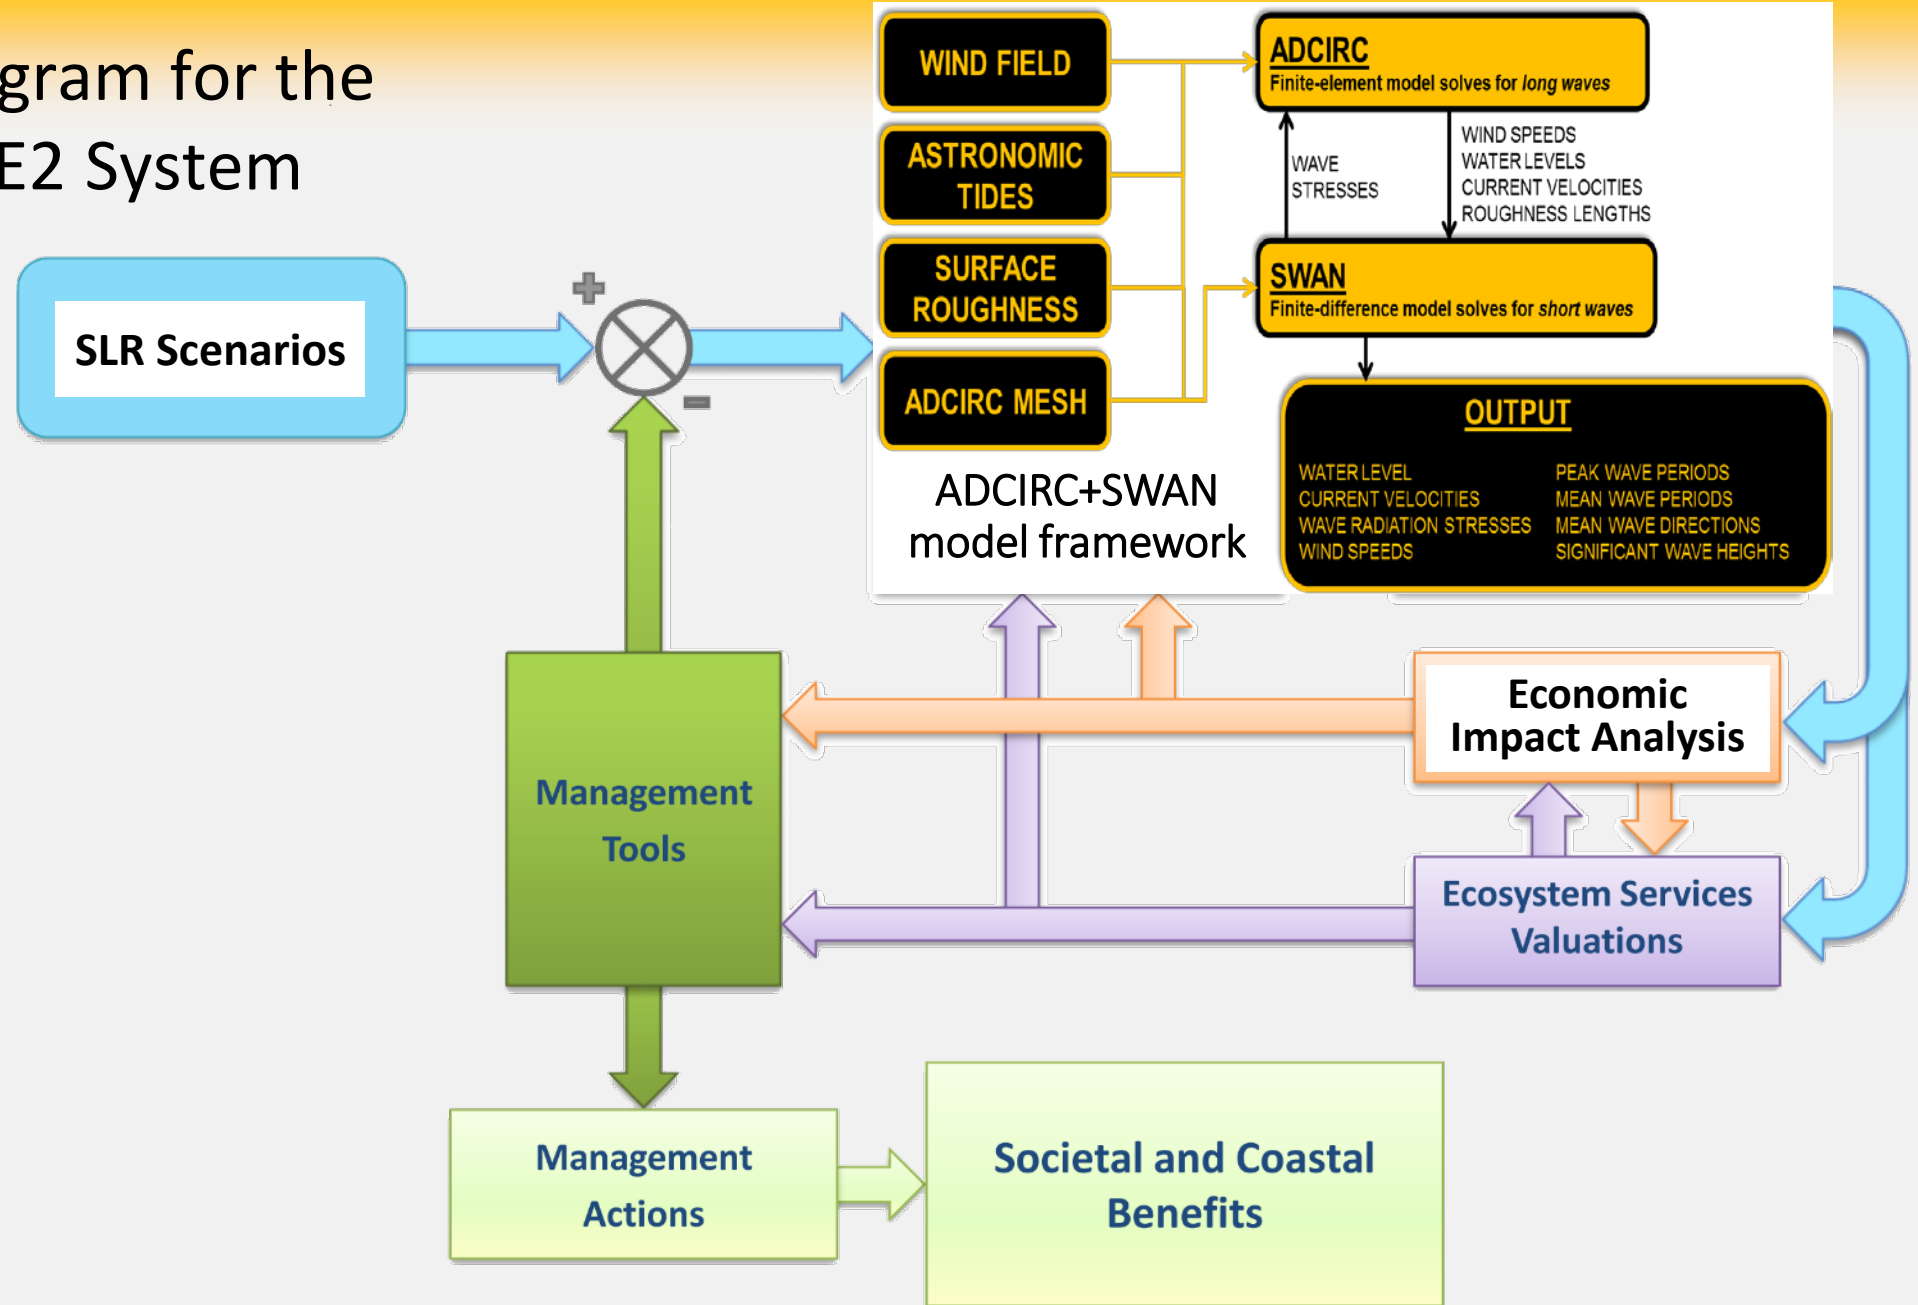 gram for the
E2 System
SLR Scenarios
+
-
WIND FIELD
ASTRONOMIC
TIDES
SURFACE
ROUGHNESS
ADCIRC MESH
ADCIRC+SWAN
model framework
ADCIRC
Finite-element model solves for long waves
WAVE
STRESSES
WIND SPEEDS
WATER LEVELS
CURRENT VELOCITIES
ROUGHNESS LENGTHS
SWAN
Finite-difference model solves for short waves
OUTPUT
WATER LEVEL
CURRENT VELOCITIES
WAVE RADIATION STRESSES
WIND SPEEDS
PEAK WAVE PERIODS
MEAN WAVE PERIODS
MEAN WAVE DIRECTIONS
SIGNIFICANT WAVE HEIGHTS
Economic
Impact Analysis
Management
Tools
Ecosystem Services
Valuations
Management
Actions
Societal and Coastal
Benefits